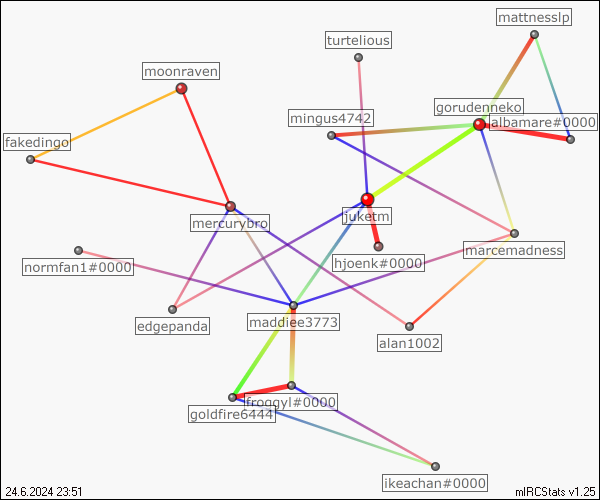 mattnesslp
turtelious
moonraven
gorudenneko
mingus4742
albamare#0000
fakedingo
juketm
mercurybro
marcemadness
hjoenk#0000
normfan1#0000
maddiee3773
edgepanda
alan1002
froggyl#0000
goldfire6444
ikeachan#0000
24.6.2024 23:51
mIRCStats v1.25